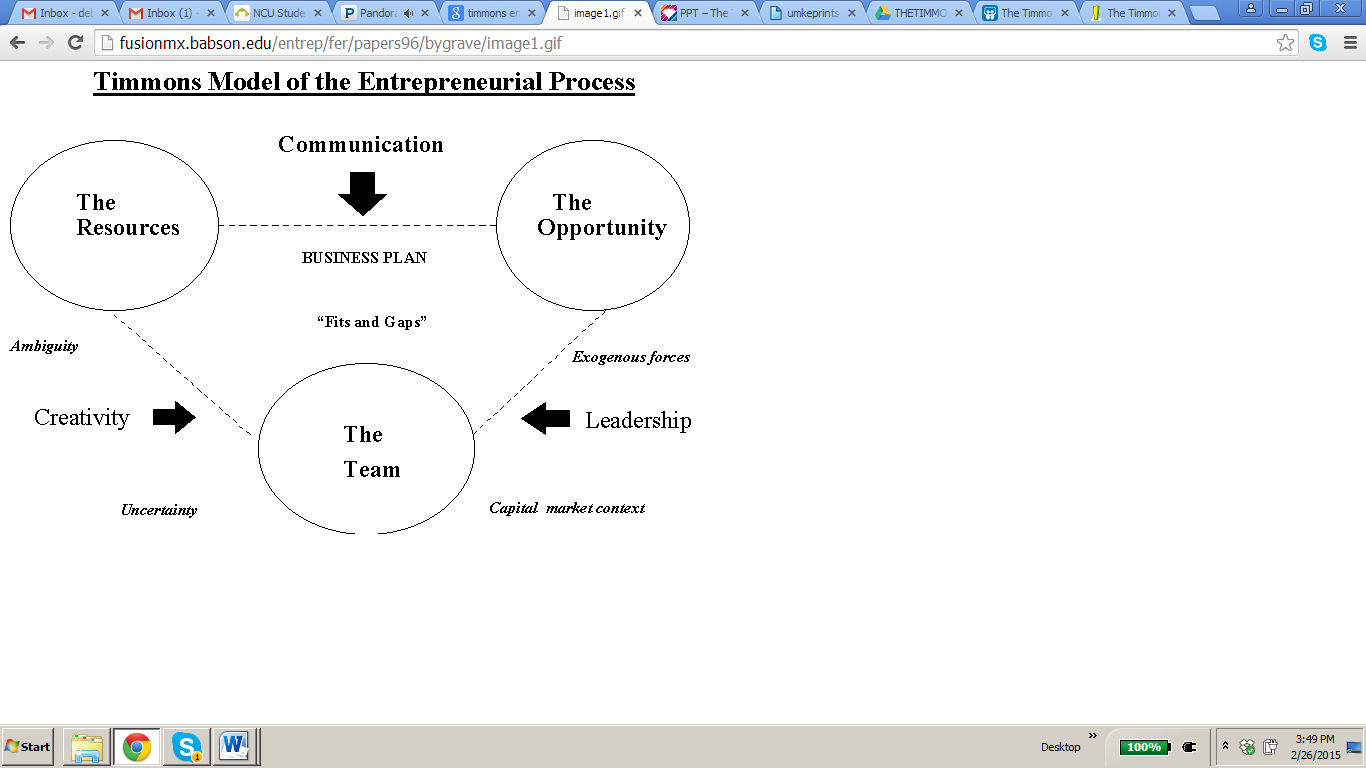 Inbox - del
Inbox (1) -
NCU Stude
Pandora
timmons er
image1.gif
PPT – The
umkeprints
THETIMMO
The Timmo
The Timmo
fusionmx.babson.edu/entrep/fer/papers96/bygrave/image1.gif
Timmons Model of the Entrepreneurial Process
Communication
The
Resources
The
Opportunity
BUSINESS PLAN
“Fits and Gaps”
Ambiguity
Exogenous forces
Creativity
Leadership
The
Team
Uncertainty
Capital market context
Start
1
Desktop
»
100%
3:49 PM
2/26/2015